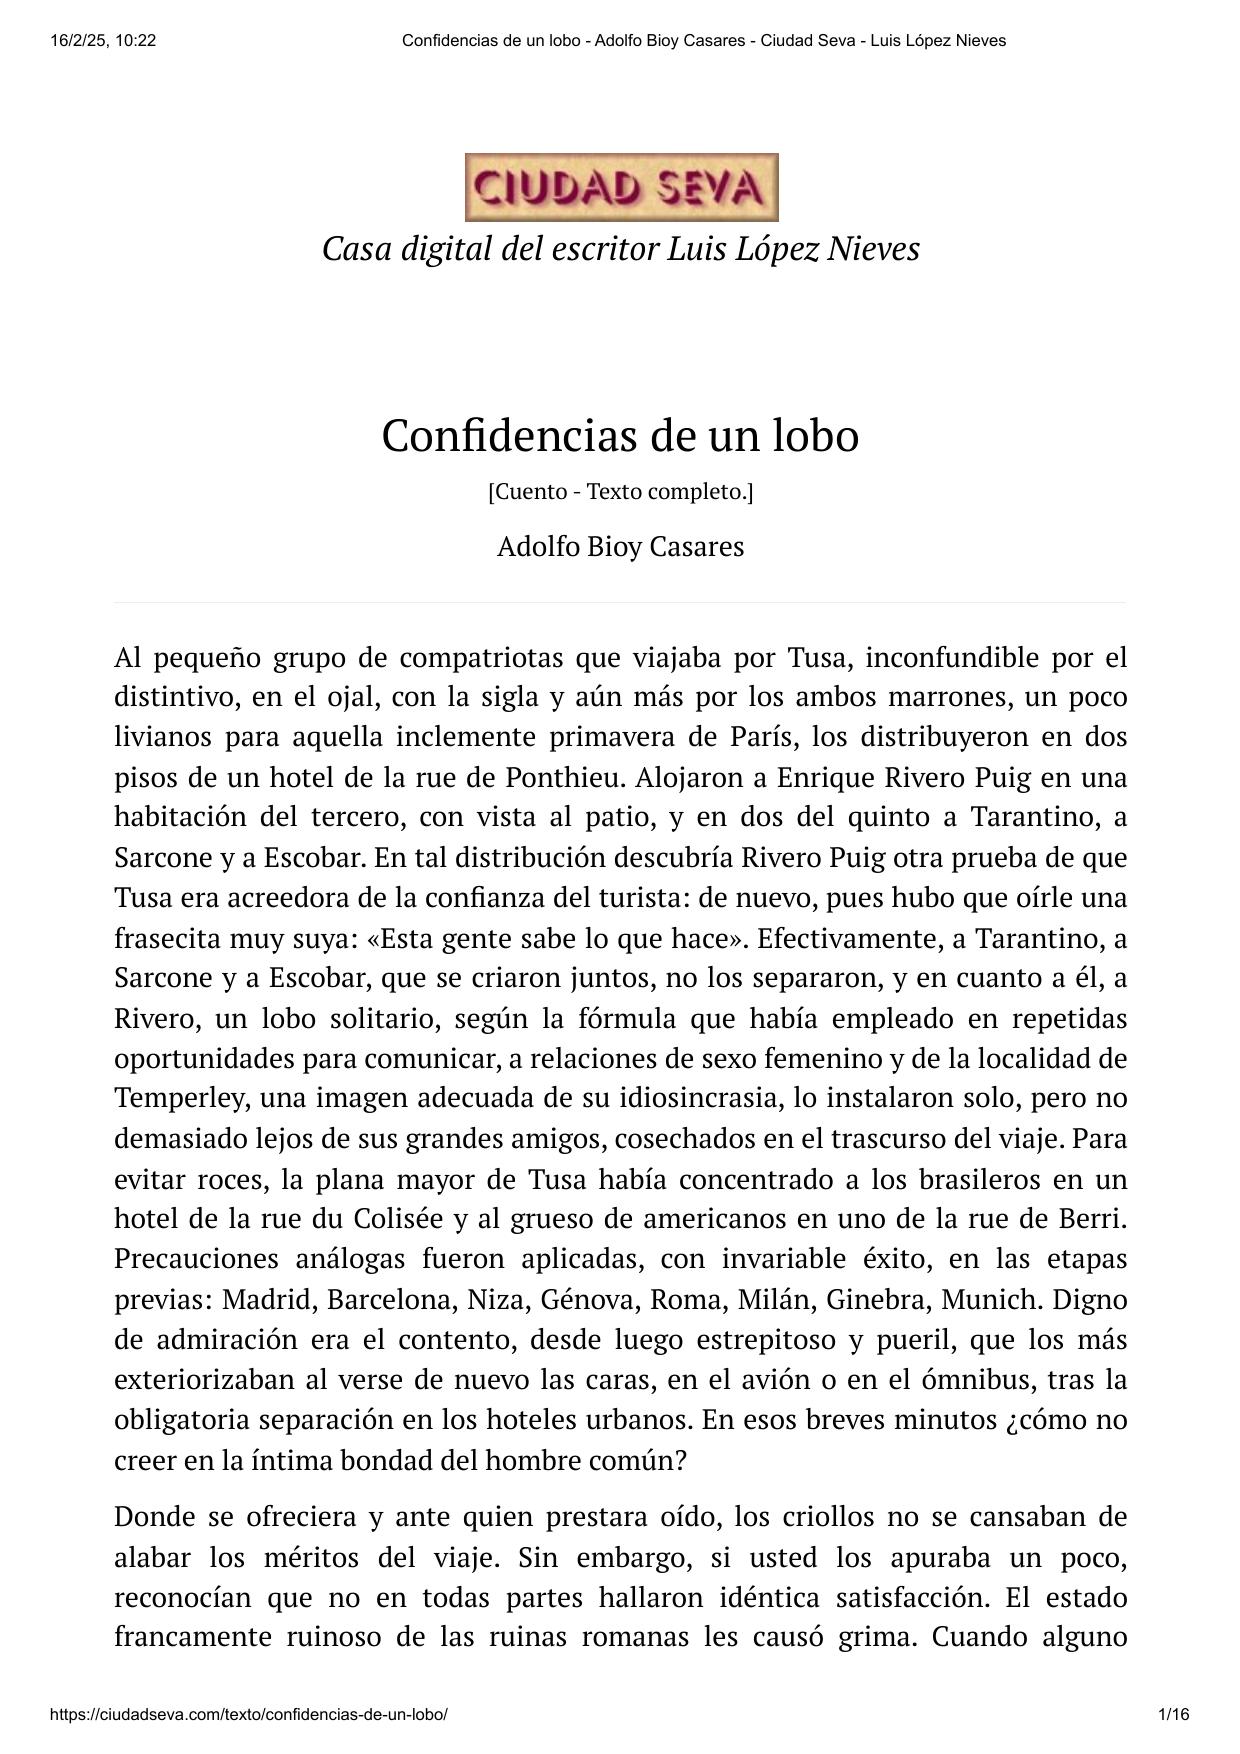 16/2/25, 10:22
Confidencias de un lobo - Adolfo Bioy Casares - Ciudad Seva - Luis López Nieves
CIUDAD SEVA
Casa digital del escritor Luis López Nieves
Confidencias de un lobo
[Cuento - Texto completo.]
Adolfo Bioy Casares
Al pequeño grupo de compatriotas que viajaba por Tusa, inconfundible por el
distintivo, en el ojal, con la sigla y aún más por los ambos marrones, un poco
livianos para aquella inclemente primavera de París, los distribuyeron en dos
pisos de un hotel de la rue de Ponthieu. Alojaron a Enrique Rivero Puig en una
habitación del tercero, con vista al patio, y en dos del quinto a Tarantino, a
Sarcone y a Escobar. En tal distribución descubría Rivero Puig otra prueba de que
Tusa era acreedora de la confianza del turista: de nuevo, pues hubo que oírle una
frasecita muy suya: «Esta gente sabe lo que hace». Efectivamente, a Tarantino, a
Sarcone y a Escobar, que se criaron juntos, no los separaron, y en cuanto a él, a
Rivero, un lobo solitario, según la fórmula que había empleado en repetidas
oportunidades para comunicar, a relaciones de sexo femenino y de la localidad de
Temperley, una imagen adecuada de su idiosincrasia, lo instalaron solo, pero no
demasiado lejos de sus grandes amigos, cosechados en el trascurso del viaje. Para
evitar roces, la plana mayor de Tusa había concentrado a los brasileros en un
hotel de la rue du Colisée y al grueso de americanos en uno de la rue de Berri.
Precauciones análogas fueron aplicadas, con invariable éxito, en las etapas
previas: Madrid, Barcelona, Niza, Génova, Roma, Milán, Ginebra, Munich. Digno
de admiración era el contento, desde luego estrepitoso y pueril, que los más
exteriorizaban al verse de nuevo las caras, en el avión o en el ómnibus, tras la
obligatoria separación en los hoteles urbanos. En esos breves minutos ¿cómo no
creer en la íntima bondad del hombre común?
Donde se ofreciera y ante quien prestara oído, los criollos no se cansaban de
alabar los méritos del viaje. Sin embargo, si usted los apuraba un poco,
reconocían que no en todas partes hallaron idéntica satisfacción. El estado
francamente ruinoso de las ruinas romanas les causó grima. Cuando alguno
https://ciudadseva.com/texto/confidencias-de-un-lobo/
1/16